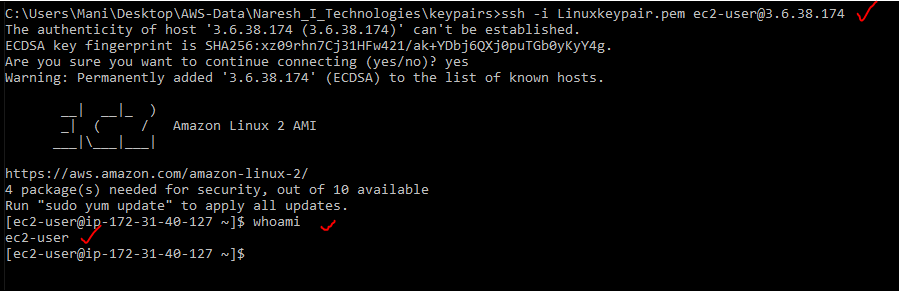 C:\Users\Mani\Desktop\AWS-Data\Naresh_I_Technologies\keypairs>ssh -i Linuxkeypair.pem ec2-user@3.6.38.174
The authenticity of host '3.6.38.174 (3.6.38.174)' can't be established.
ECDSA key fingerprint is SHA256:xz09rhn7Cj31HFw421/ak+YDbj6QXj0puTGb0yKyY4g.
Are you sure you want to continue connecting (yes/no)? yes
Warning: Permanently added '3.6.38.174' (ECDSA) to the list of known hosts.
       __|  __|_  )
       _|  (     /   Amazon Linux 2 AMI
      ___|\___|___|
https://aws.amazon.com/amazon-linux-2/
4 package(s) needed for security, out of 10 available
Run "sudo yum update" to apply all updates.
[ec2-user@ip-172-31-40-127 ~]$ whoami
ec2-user
[ec2-user@ip-172-31-40-127 ~]$